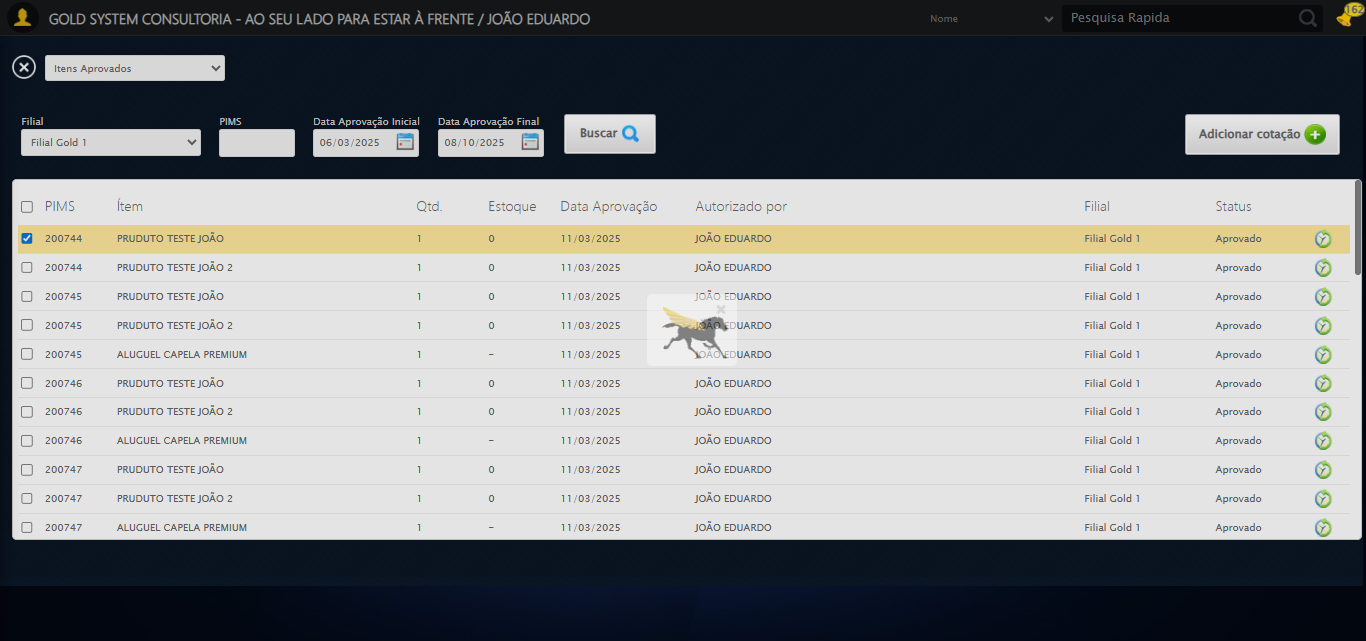 GOLD SYSTEM CONSULTORIA - AO SEU LADO PARA ESTAR À FRENTE / JOÃO EDUARDO Nome Pesquisa Rapida 162
Itens Aprovados
Filial PIMS Data Aprovação Inicial Data Aprovação Final
Filial Gold 1 06/03/2025 08/10/2025 Buscar Adicionar cotação
PIMS Ítem Qtd. Estoque Data Aprovação Autorizado por Filial Status
200744 PRUDUTO TESTE JOÃO 1 0 11/03/2025 JOÃO EDUARDO Filial Gold 1 Aprovado
200744 PRUDUTO TESTE JOÃO 2 1 0 11/03/2025 JOÃO EDUARDO Filial Gold 1 Aprovado
200745 PRUDUTO TESTE JOÃO 1 0 11/03/2025 JOÃO EDUARDO Filial Gold 1 Aprovado
200745 PRUDUTO TESTE JOÃO 2 1 0 11/03/2025 JOÃO EDUARDO Filial Gold 1 Aprovado
200745 ALUGUEL CAPELA PREMIUM 1 - 11/03/2025 JOÃO EDUARDO Filial Gold 1 Aprovado
200746 PRUDUTO TESTE JOÃO 1 0 11/03/2025 JOÃO EDUARDO Filial Gold 1 Aprovado
200746 PRUDUTO TESTE JOÃO 2 1 0 11/03/2025 JOÃO EDUARDO Filial Gold 1 Aprovado
200746 ALUGUEL CAPELA PREMIUM 1 - 11/03/2025 JOÃO EDUARDO Filial Gold 1 Aprovado
200747 PRUDUTO TESTE JOÃO 1 0 11/03/2025 JOÃO EDUARDO Filial Gold 1 Aprovado
200747 PRUDUTO TESTE JOÃO 2 1 0 11/03/2025 JOÃO EDUARDO Filial Gold 1 Aprovado
200747 ALUGUEL CAPELA PREMIUM 1 - 11/03/2025 JOÃO EDUARDO Filial Gold 1 Aprovado